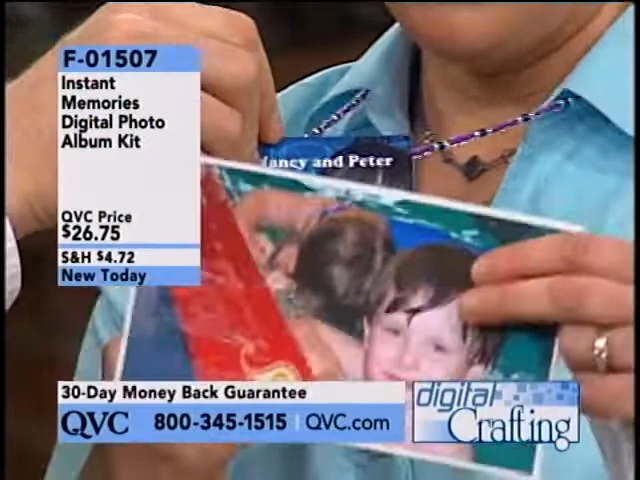 F-01507
Instant
Memories
Digital Photo
Album Kit
QVC Price
$26.75
S&H $4.72
New Today
and Peter
30-Day Money Back Guarantee
QVC 800-345-1515 | QVC.com
digital
Crafting